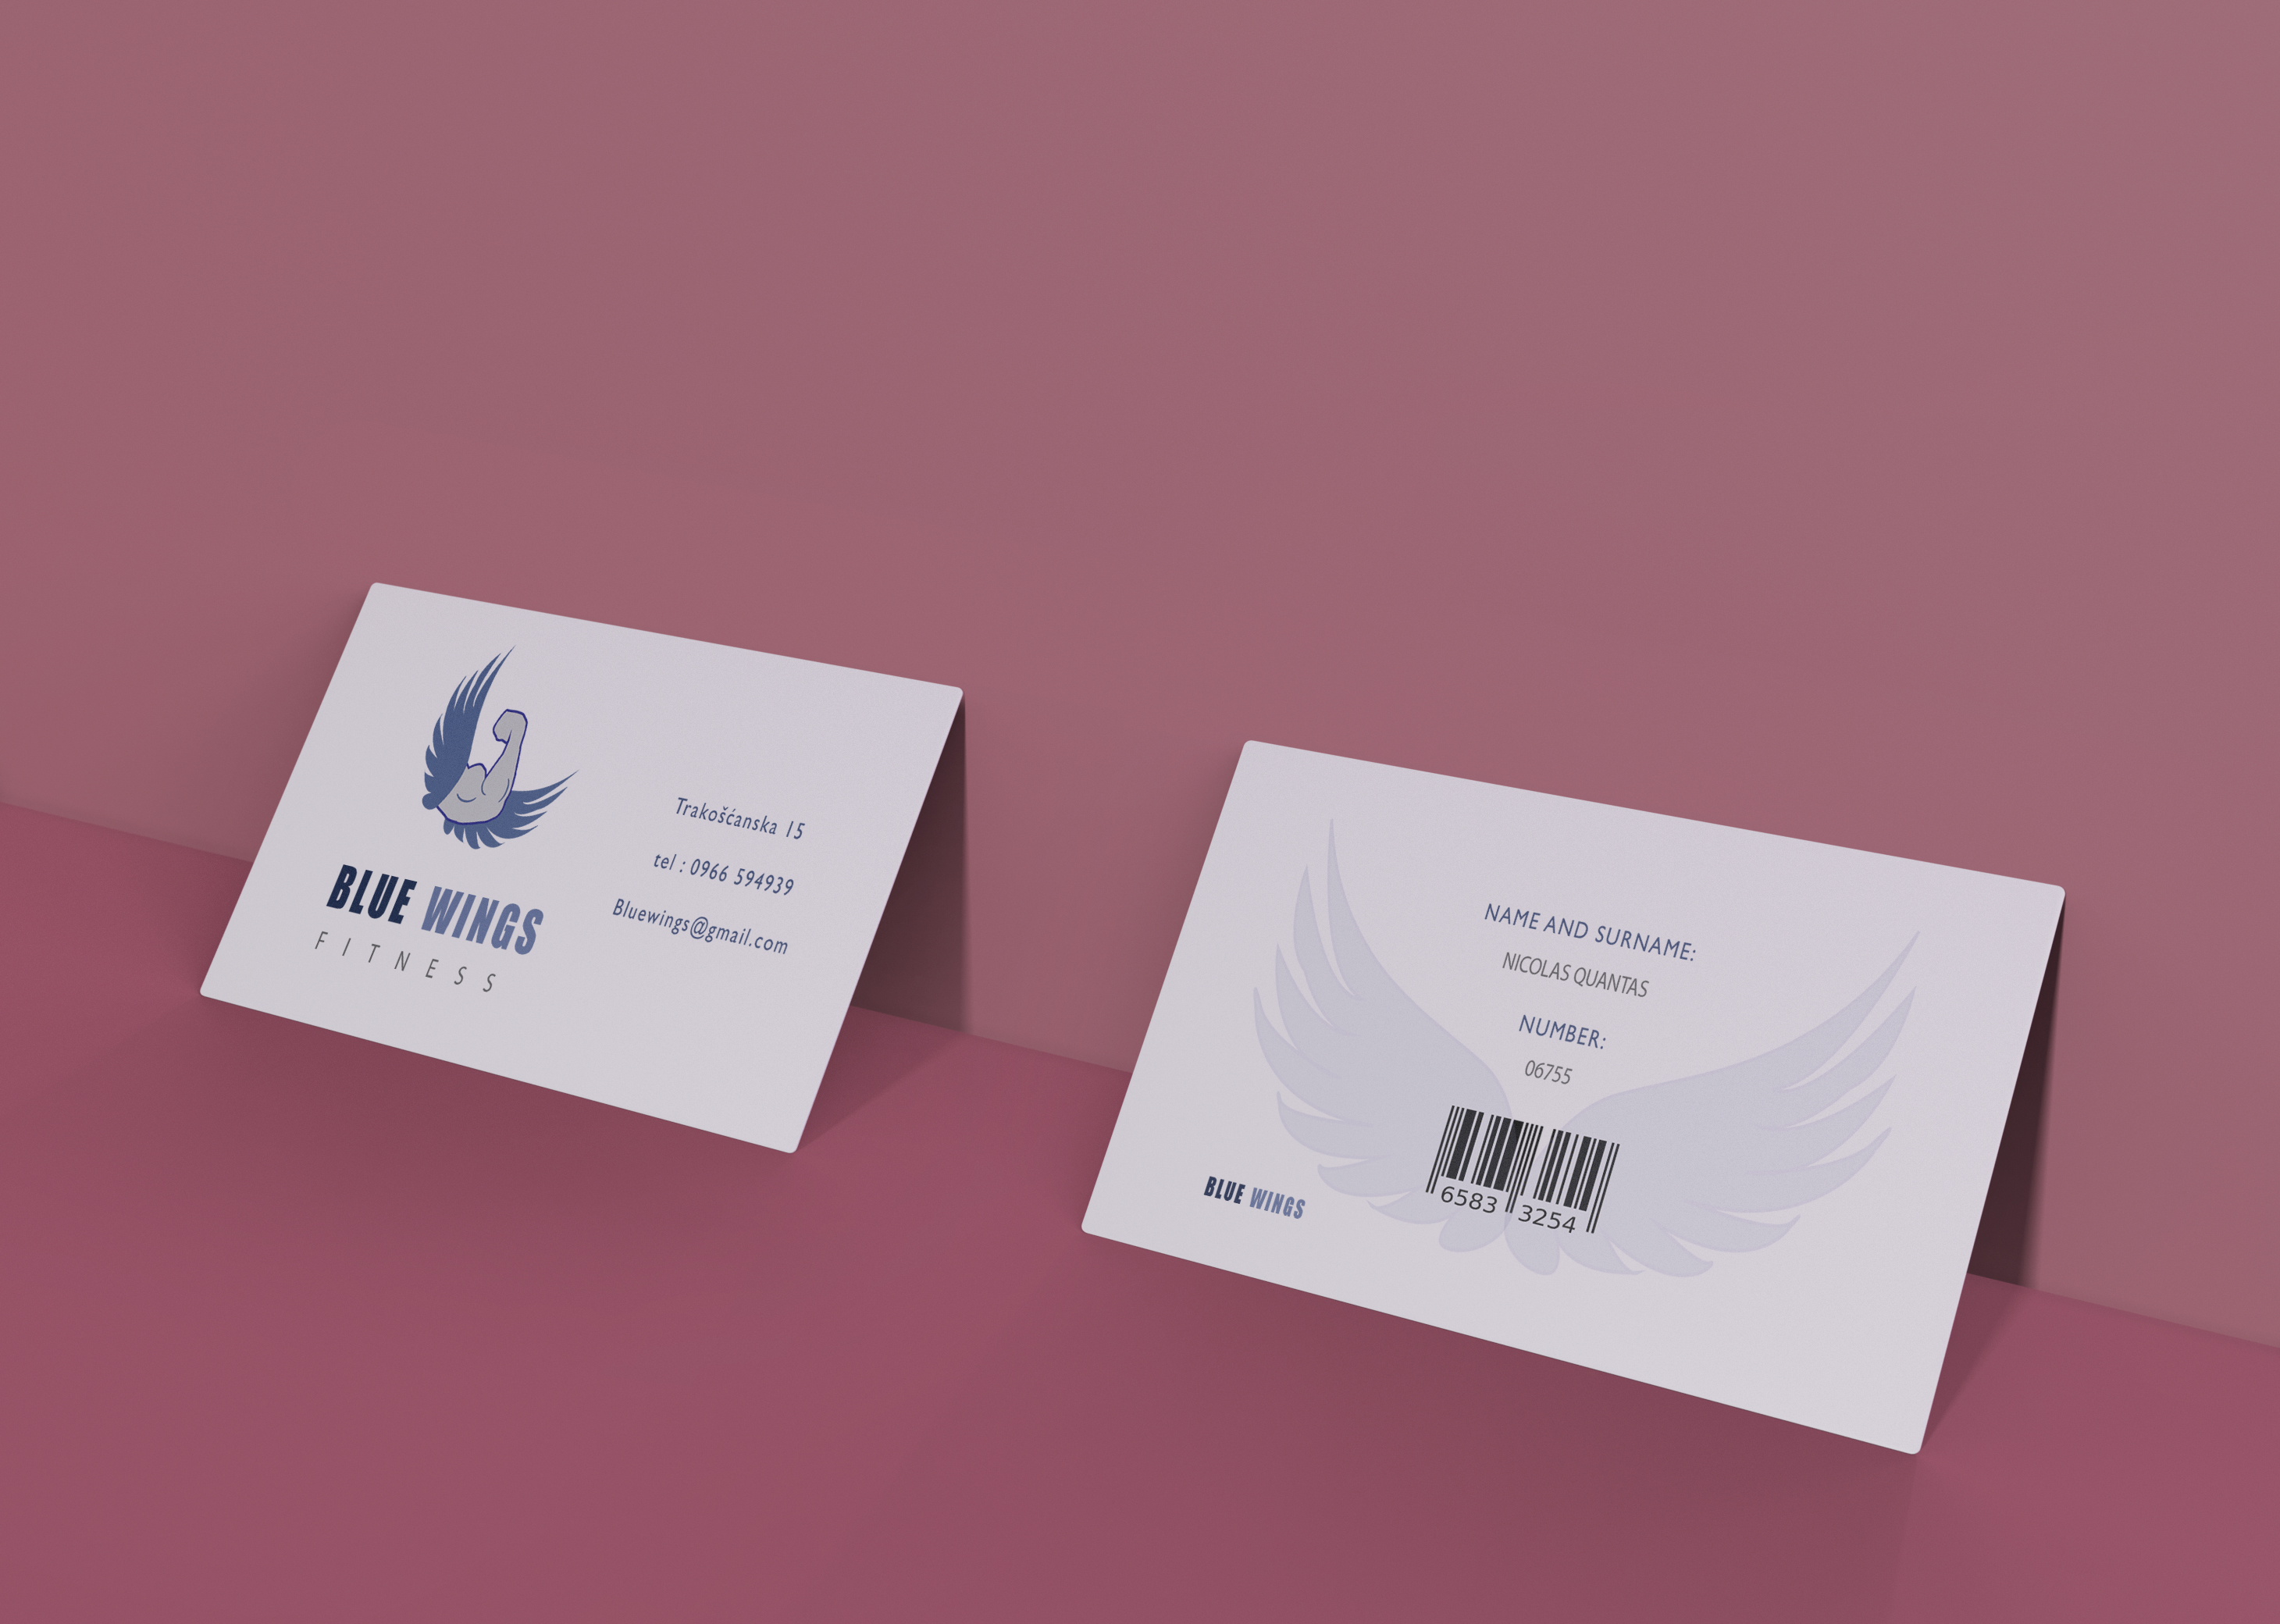 BLUE WINGS
FITNESS
Trakošćanska 15
tel : 0966 594939
Bluewings@gmail.com
NAME AND SURNAME:
NICOLAS QUANTAS
NUMBER:
06755
6583 3254
BLUE WINGS